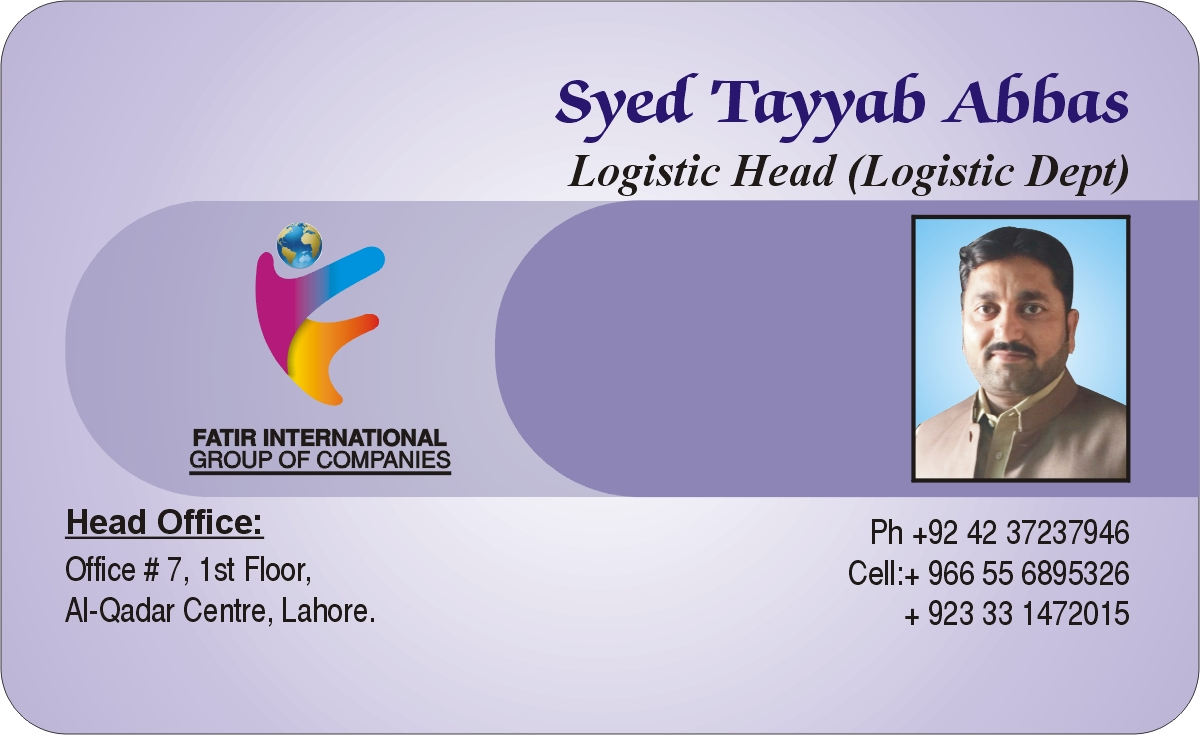 Syed Tayyab Abbas
Logistic Head (Logistic Dept)
FATIR INTERNATIONAL
GROUP OF COMPANIES
Head Office:
Office # 7, 1st Floor,
Al-Qadar Centre, Lahore.
Ph +92 42 37237946
Cell:+ 966 55 6895326
+ 923 33 1472015